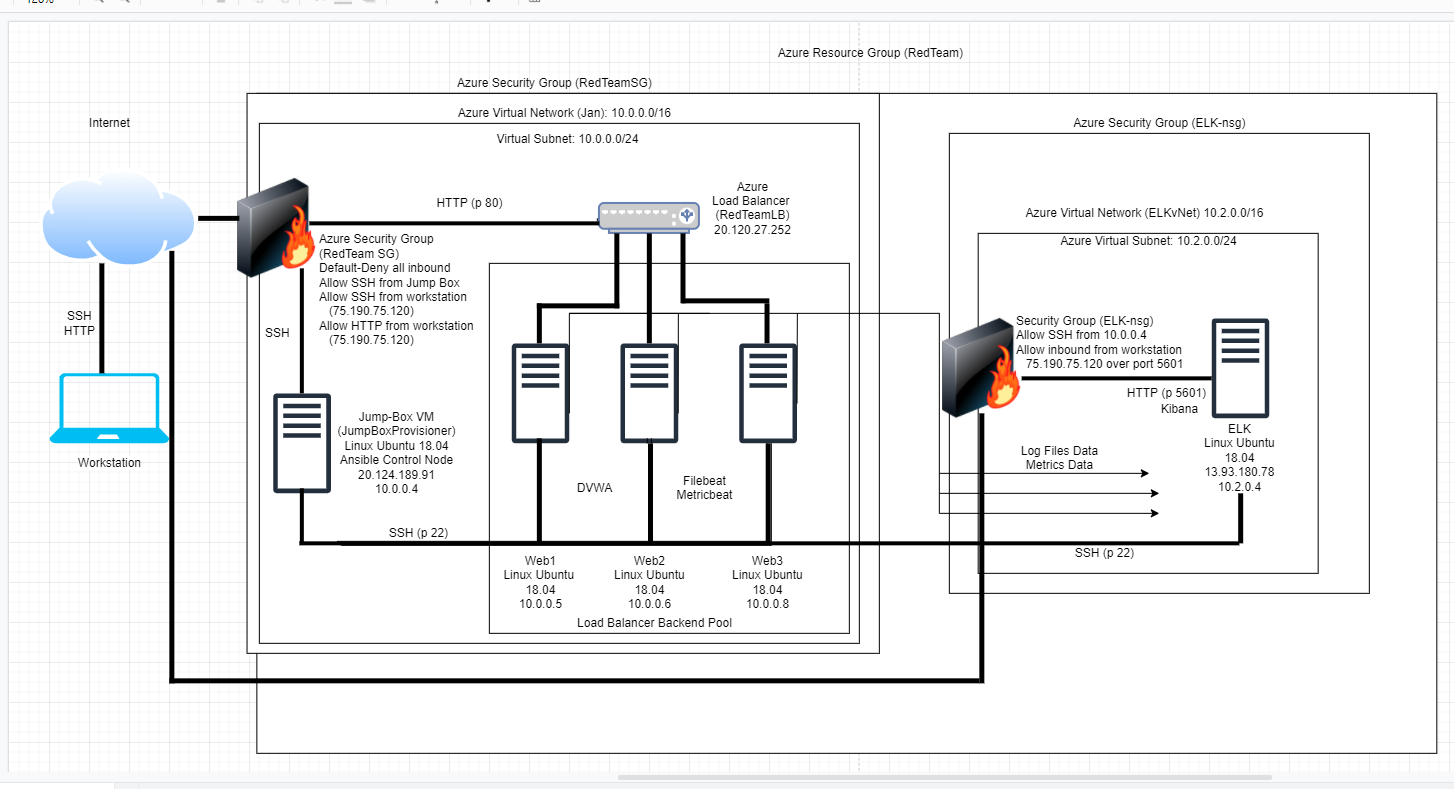 Azure Resource Group (RedTeam)
Azure Security Group (RedTeamSG)
Azure Virtual Network (Jan): 10.0.0.0/16
Virtual Subnet: 10.0.0.0/24
Internet
SSH
HTTP
Workstation
HTTP (p 80)
Azure
Load Balancer
(RedTeamLB)
20.120.27.252
Azure Security Group
(RedTeam SG)
Default-Deny all inbound
Allow SSH from Jump Box
Allow SSH from workstation
(75.190.75.120)
Allow HTTP from workstation
(75.190.75.120)
SSH
Jump-Box VM
(JumpBoxProvisioner)
Linux Ubuntu 18.04
Ansible Control Node
20.124.189.91
10.0.0.4
SSH (p 22)
DVWA
Filebeat
Metricbeat
Web1
Linux Ubuntu
18.04
10.0.0.5
Web2
Linux Ubuntu
18.04
10.0.0.6
Web3
Linux Ubuntu
18.04
10.0.0.8
Load Balancer Backend Pool
Azure Security Group (ELK-nsg)
Azure Virtual Network (ELKvNet) 10.2.0.0/16
Azure Virtual Subnet: 10.2.0.0/24
Security Group (ELK-nsg)
Allow SSH from 10.0.0.4
Allow inbound from workstation
75.190.75.120 over port 5601
HTTP (p 5601)
Kibana
ELK
Linux Ubuntu
18.04
13.93.180.78
10.2.0.4
Log Files Data
Metrics Data
SSH (p 22)